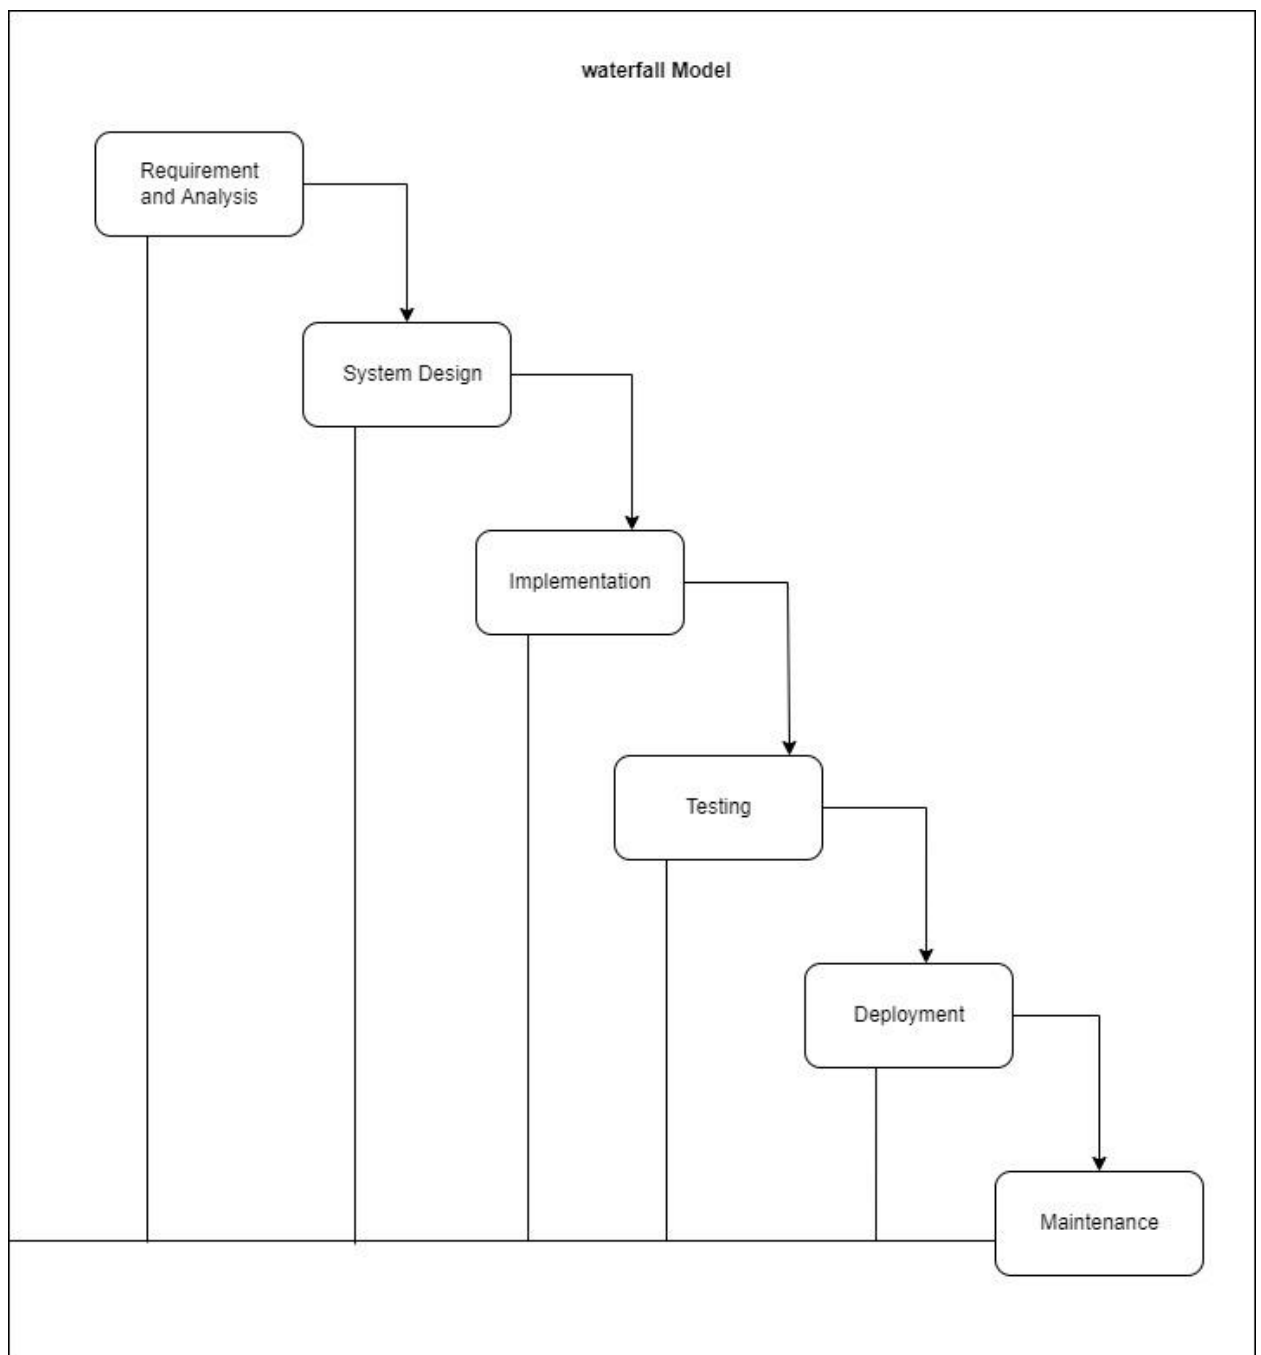 waterfall Model
Requirement
and Analysis
System Design
Implementation
Testing
Deployment
Maintenance